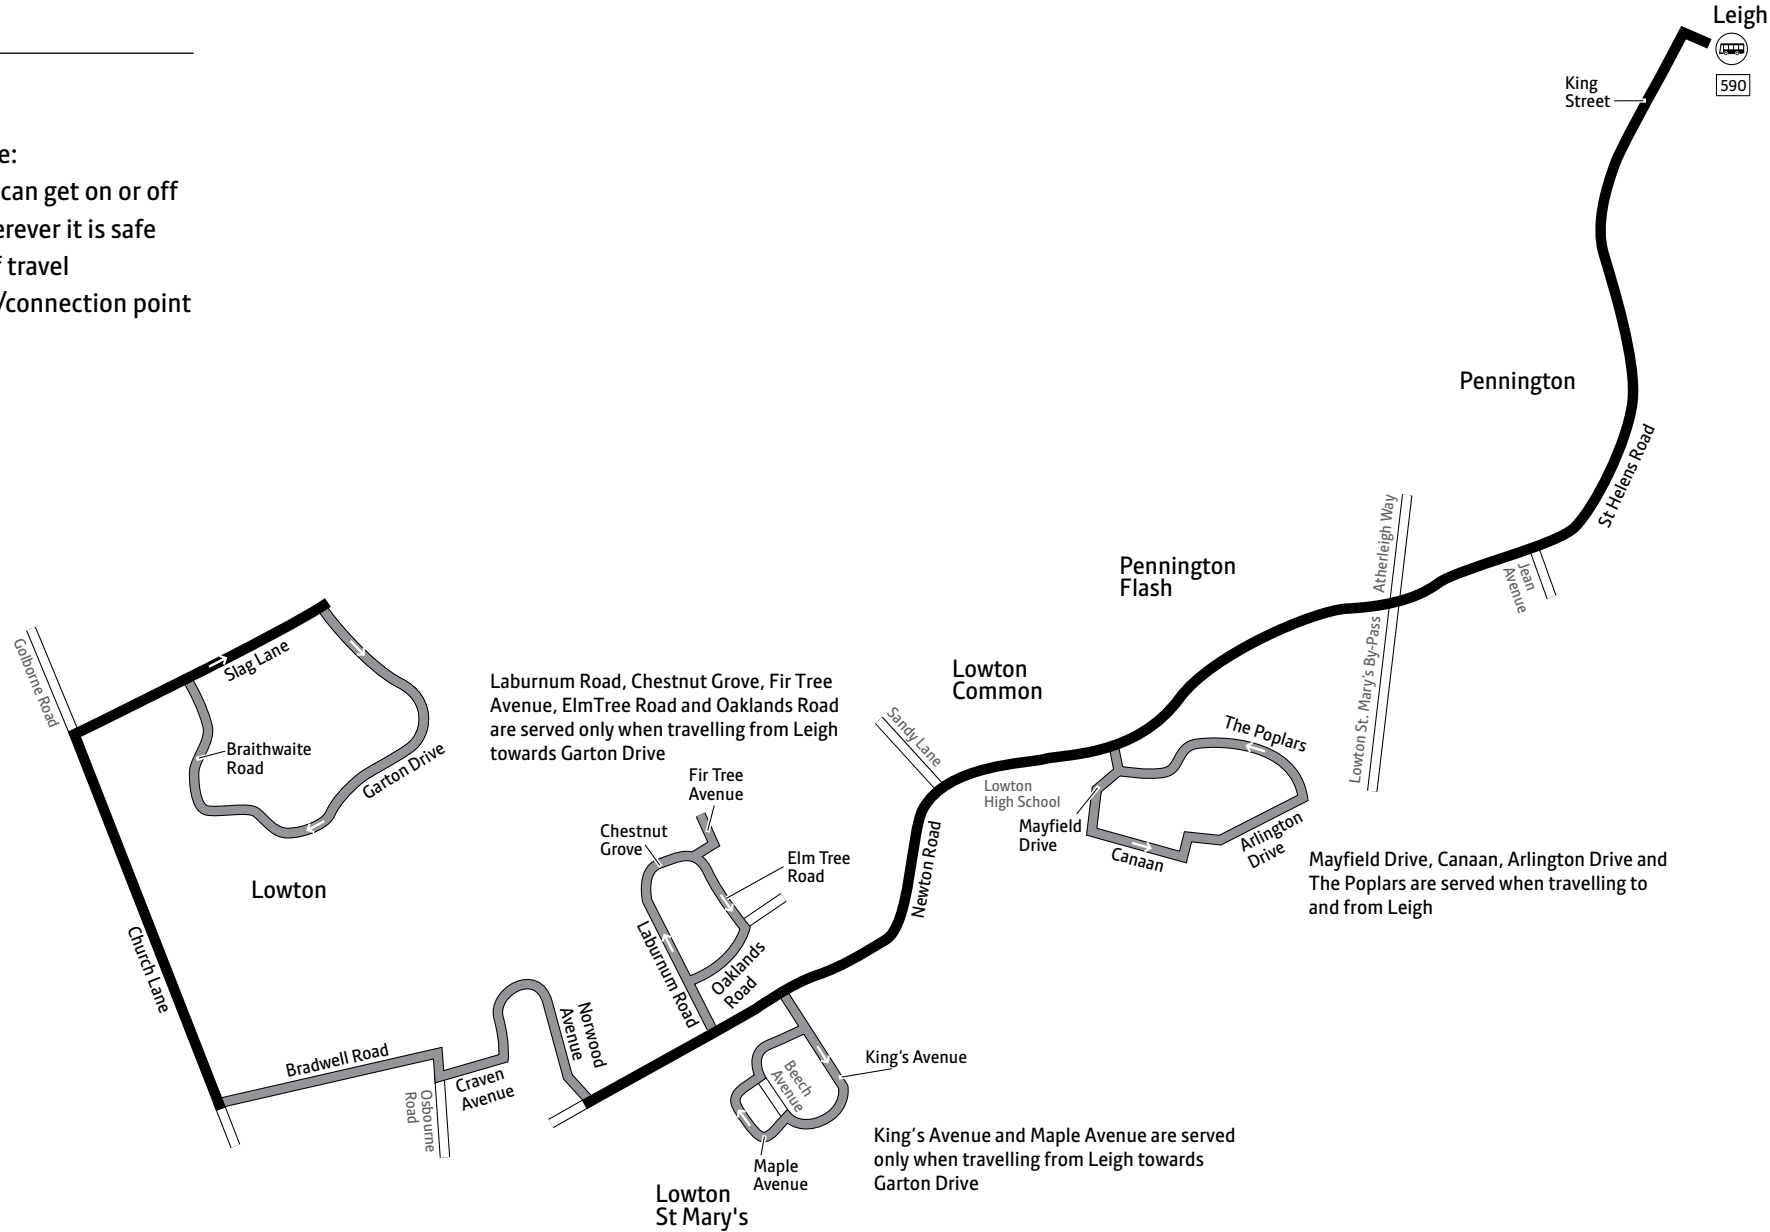 Leigh
590
King
Street
e:
can get on or off
erever it is safe
f travel
/connection point
Pennington
St Helens Road
Atherleigh Way
Jean
Avenue
Pennington
Flash
Lowton St. Mary's By-Pass
Golborne Road
Slag Lane
Braithwaite
Road
Garton Drive
Laburnum Road, Chestnut Grove, Fir Tree
Avenue, ElmTree Road and Oaklands Road
are served only when travelling from Leigh
towards Garton Drive
Lowton
Common
Sandy Lane
The Poplars
Lowton
High School
Mayfield
Drive
Canaan
Arlington
Drive
Mayfield Drive, Canaan, Arlington Drive and
The Poplars are served when travelling to
and from Leigh
Fir Tree
Avenue
Chestnut
Grove
Elm Tree
Road
Newton Road
Lowton
Church Lane
Laburnum Road
Oaklands
Road
Norwood
Avenue
Bradwell Road
Craven
Avenue
Osbourne
Road
Beech
Avenue
King's Avenue
Maple
Avenue
King's Avenue and Maple Avenue are served
only when travelling from Leigh towards
Garton Drive
Lowton
St Mary's